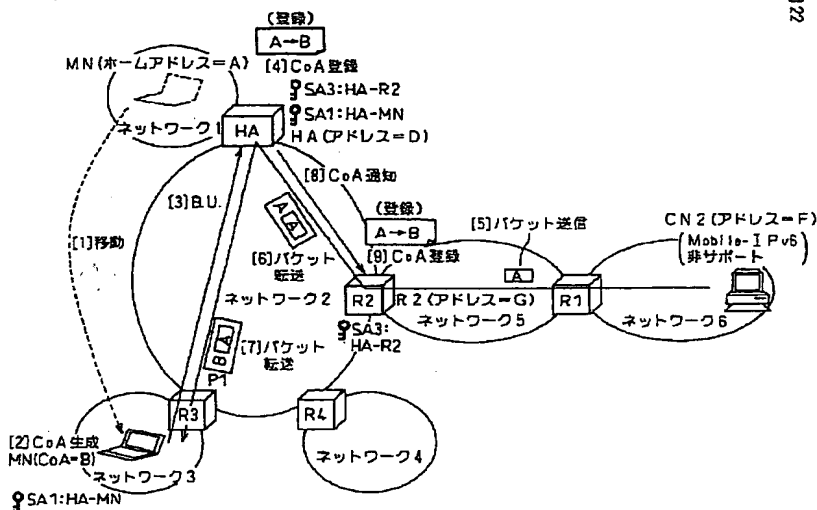 (登録)
A→B
[4]CoA登録
SA3:HA-R2
SA1:HA-MN
HA(アドレス=D)
MN(ホームアドレス=A)
ネットワーク1
HA
[1]移動
[3]B.U.
[8]CoA通知
(登録)
A→B
[9]CoA登録
A A
[6]パケット
転送
[5]パケット送信
A
CN2(アドレス=F)
(Mobile-IPv6
非サポート)
ネットワーク2
R2
R2(アドレス=G)
ネットワーク5
R1
ネットワーク6
SA3:
HA-R2
B A
[7]パケット
転送
P1
R3
R4
[2]CoA生成
MN(CoA=B)
ネットワーク3
ネットワーク4
SA1:HA-MN